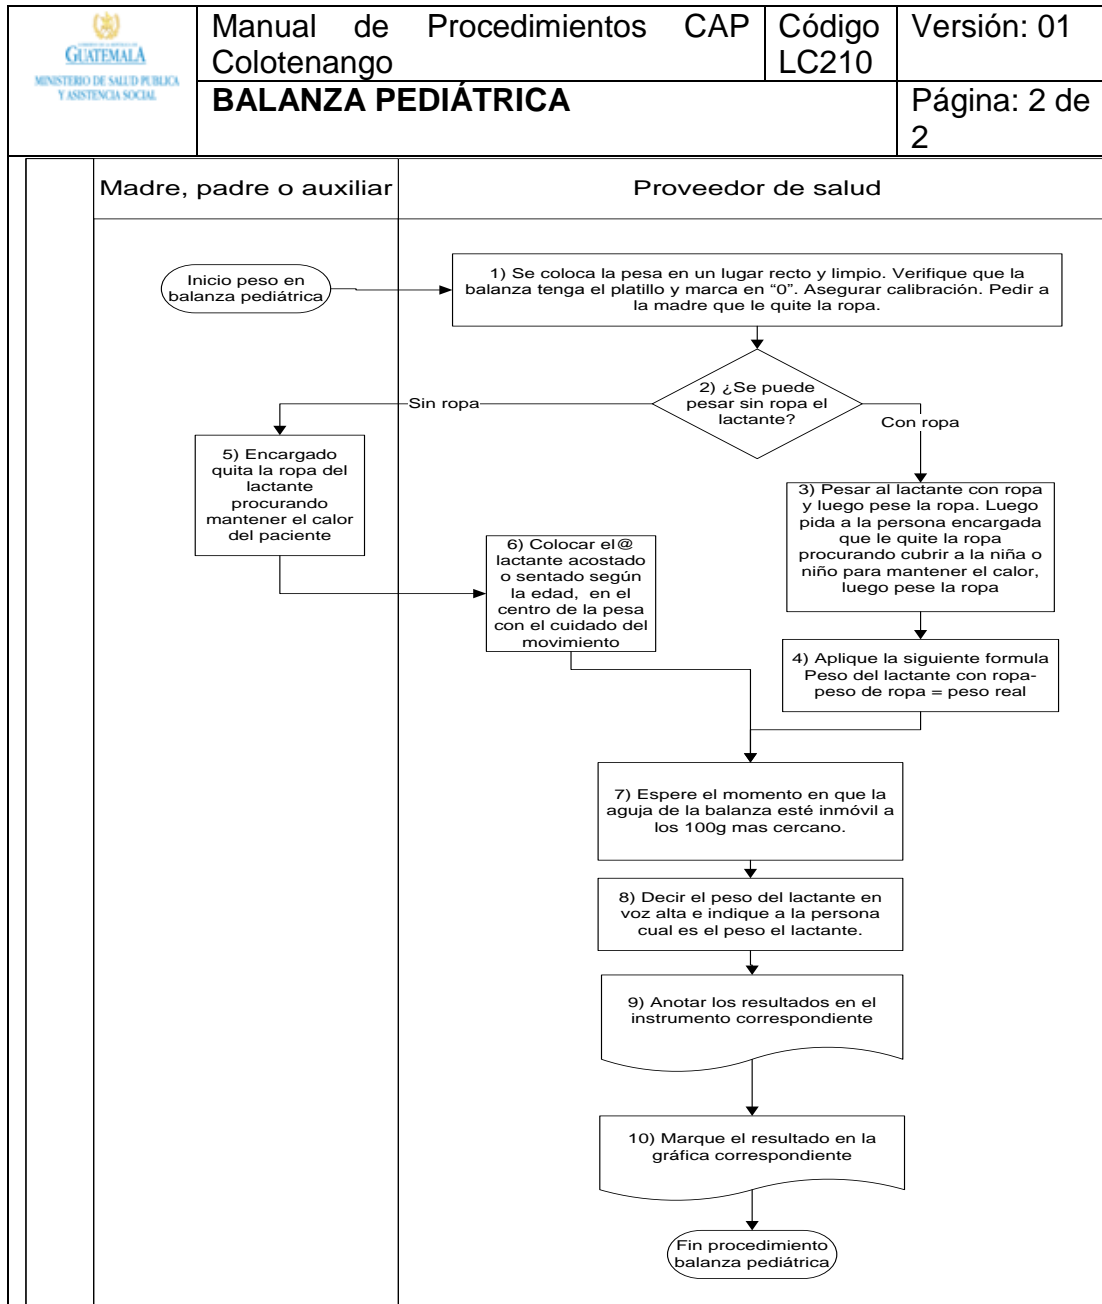 GUATEMALA
MINISTERIO DE SALUD PUBLICA
Y ASISTENCIA SOCIAL
Manual de Procedimientos CAP
Colotenango
Código
LC210
Versión: 01
BALANZA PEDIÁTRICA
Página: 2 de
2
Madre, padre o auxiliar
Proveedor de salud
Inicio peso en
balanza pediátrica
1) Se coloca la pesa en un lugar recto y limpio. Verifique que la
balanza tenga el platillo y marca en “0”. Asegurar calibración. Pedir a
la madre que le quite la ropa.
2) ¿Se puede
pesar sin ropa el
lactante?
Sin ropa
Con ropa
5) Encargado
quita la ropa del
lactante
procurando
mantener el calor
del paciente
3) Pesar al lactante con ropa
y luego pese la ropa. Luego
pida a la persona encargada
que le quite la ropa
procurando cubrir a la niña o
niño para mantener el calor,
luego pese la ropa
6) Colocar el@
lactante acostado
o sentado según
la edad, en el
centro de la pesa
con el cuidado del
movimiento
4) Aplique la siguiente formula
Peso del lactante con ropa-
peso de ropa = peso real
7) Espere el momento en que la
aguja de la balanza esté inmóvil a
los 100g mas cercano.
8) Decir el peso del lactante en
voz alta e indique a la persona
cual es el peso el lactante.
9) Anotar los resultados en el
instrumento correspondiente
10) Marque el resultado en la
gráfica correspondiente
Fin procedimiento
balanza pediátrica